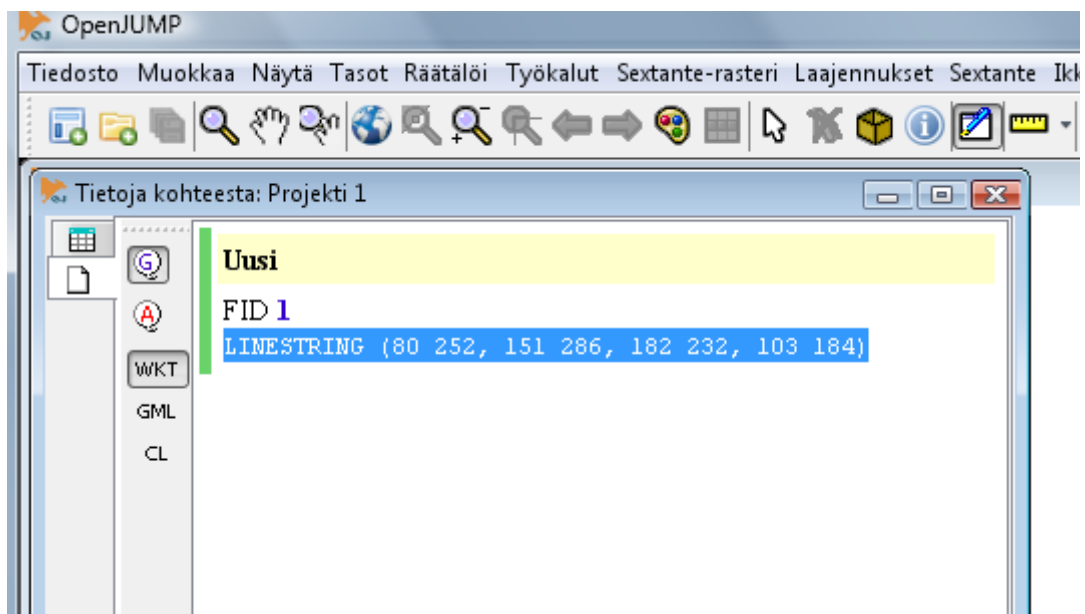 OpenJUMP
Tiedosto Muokkaa Näytä Tasot Räätälöi Työkalut Sextante-rasteri Laajennukset Sextante
Tietoja kohteesta: Projekti 1
G
Uusi
A
FID 1
LINESTRING (80 252, 151 286, 182 232, 103 184)
WKT
GML
CL